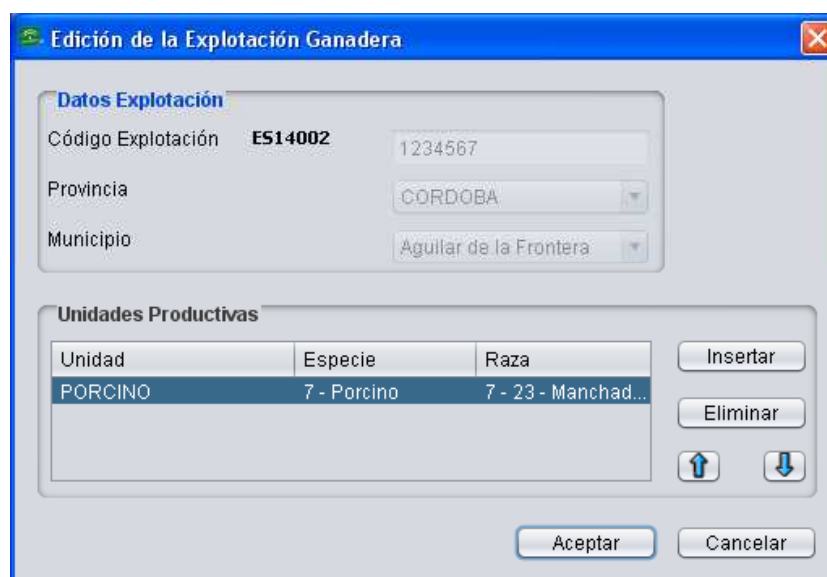 Edición de la Explotación Ganadera
Datos Explotación
Código Explotación ES14002 1234567
Provincia CORDOBA
Municipio Aguilar de la Frontera
Unidades Productivas
Unidad Especie Raza Insertar
PORCINO 7 - Porcino 7 - 23 - Manchad...
Eliminar
Aceptar Cancelar